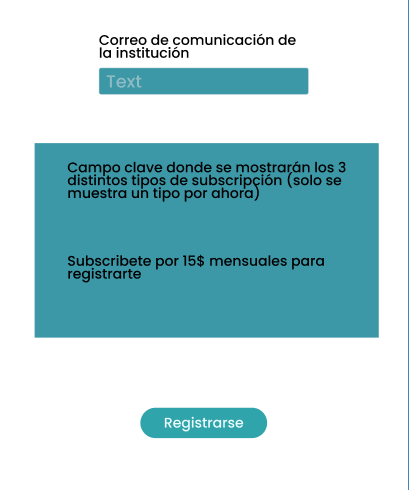 Correo de comunicación de
la institución
Text
Campo clave donde se mostrarán los 3
distintos tipos de subscripción (solo se
muestra un tipo por ahora)
Subscribete por 15$ mensuales para
registrarte
Registrarse